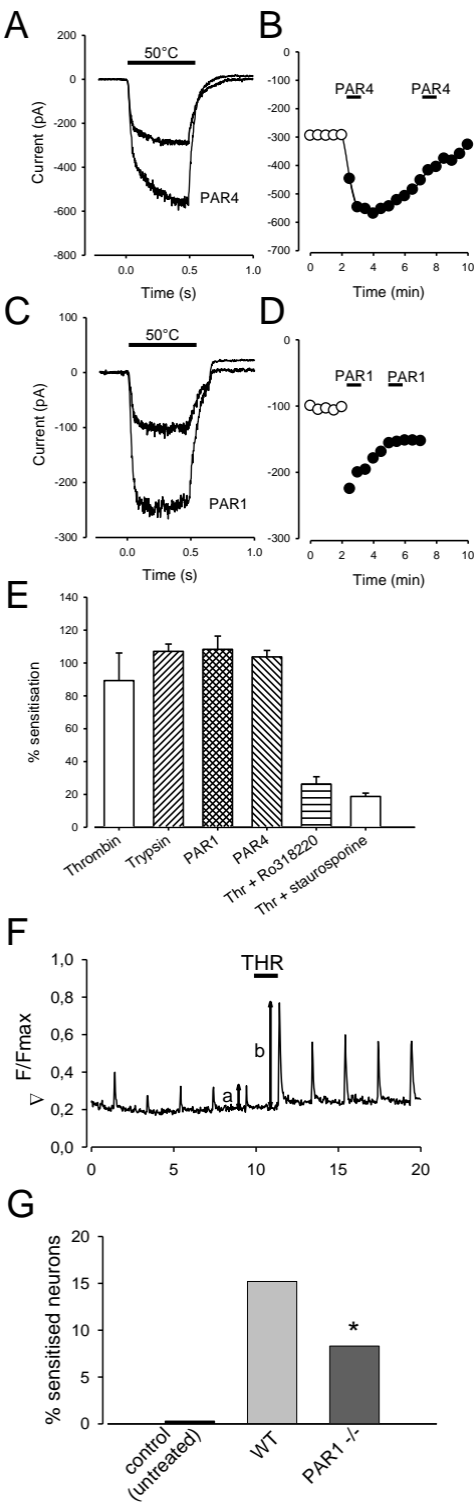 A
50°C
200
0
-200
-400
-600
-800
Current (pA)
PAR4
0.0
0.5
1.0
Time (s)
B
-100
-200
-300
-400
-500
-600
-700
PAR4
PAR4
0
2
4
6
8
10
Time (min)
C
50°C
100
0
-100
-200
-300
Current (pA)
PAR1
0.0
0.5
1.0
Time (s)
D
0
-100
-200
-300
PAR1
PAR1
0
2
4
6
8
10
Time (min)
E
140
120
100
80
60
40
20
0
% sensitisation
Thrombin
Trypsin
PAR1
PAR4
Thr + Ro318220
Thr + staurosporine
F
THR
1,0
0,8
0,6
0,4
0,2
0,0
∇ F/Fmax
a
b
0
5
10
15
20
G
20
15
10
5
0
% sensitised neurons
*
control
(untreated)
WT
PAR1 -/-